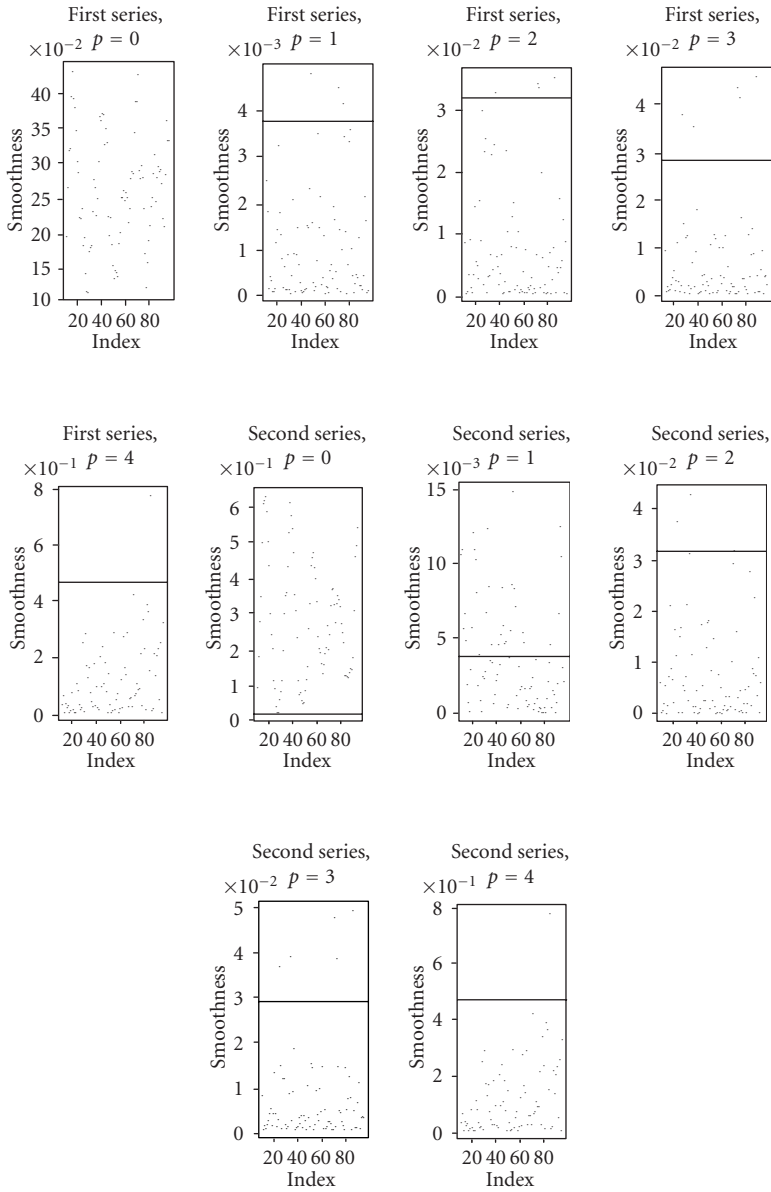 First series,
×10−2 p = 0
Smoothness
40
35
30
25
20
15
10
20 40 60 80
Index
First series,
×10−3 p = 1
Smoothness
4
3
2
1
0
20 40 60 80
Index
First series,
×10−2 p = 2
Smoothness
3
2
1
0
20 40 60 80
Index
First series,
×10−2 p = 3
Smoothness
4
3
2
1
0
20 40 60 80
Index
First series,
×10−1 p = 4
Smoothness
8
6
4
2
0
20 40 60 80
Index
Second series,
×10−1 p = 0
Smoothness
6
5
4
3
2
1
0
20 40 60 80
Index
Second series,
×10−3 p = 1
Smoothness
15
10
5
0
20 40 60 80
Index
Second series,
×10−2 p = 2
Smoothness
4
3
2
1
0
20 40 60 80
Index
Second series,
×10−2 p = 3
Smoothness
5
4
3
2
1
0
20 40 60 80
Index
Second series,
×10−1 p = 4
Smoothness
8
6
4
2
0
20 40 60 80
Index